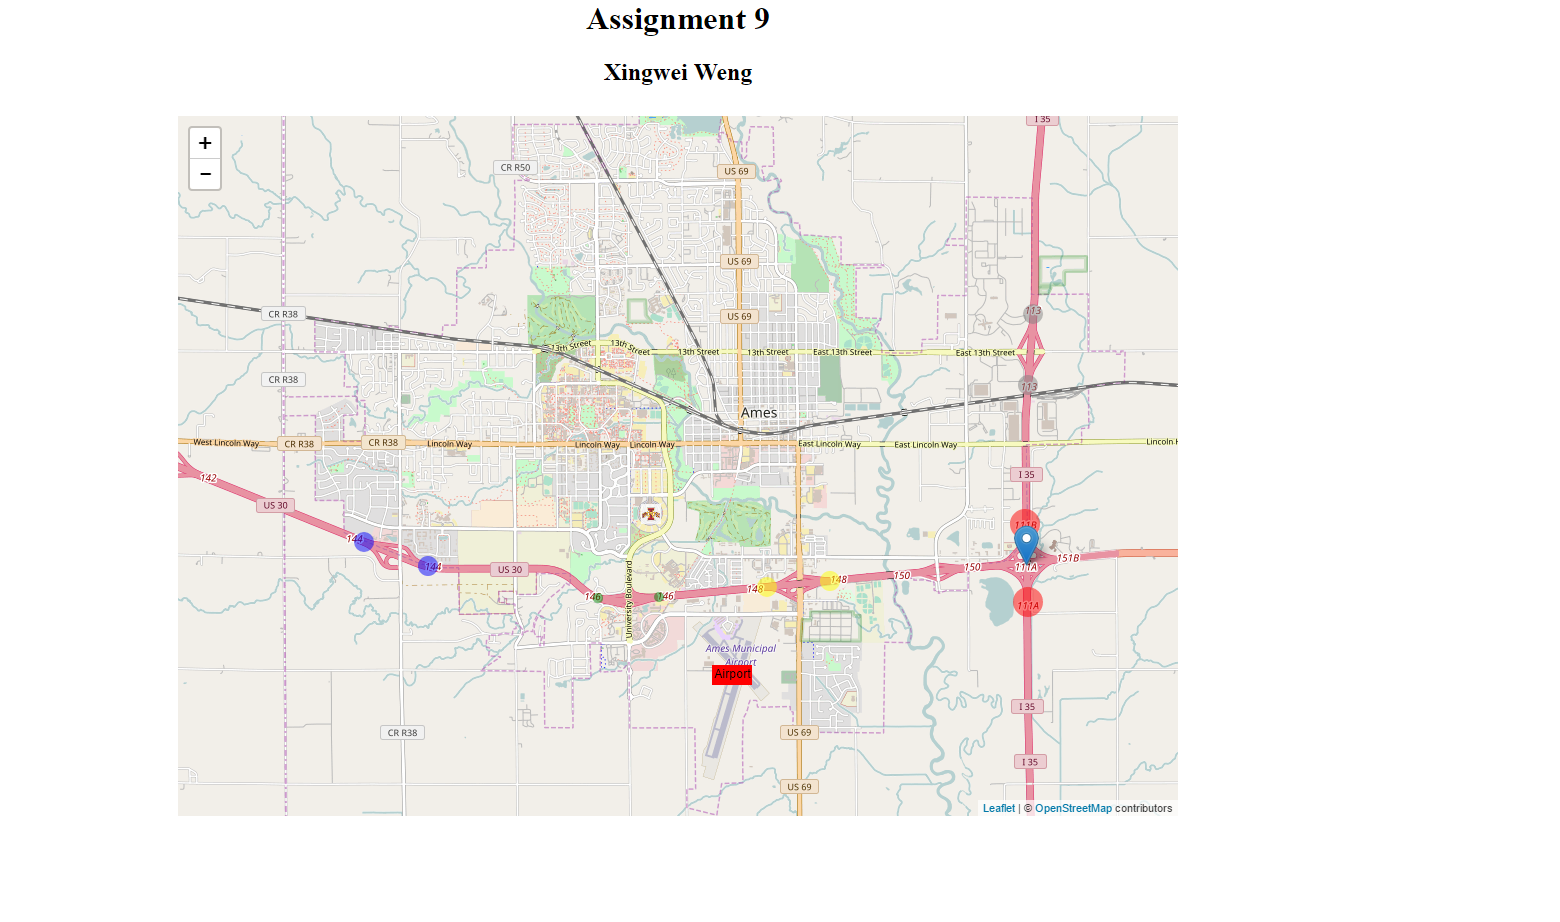 Assignment 9
Xingwei Weng
+
−
I 35
CR R50
US 69
US 69
CR R38
113
US 69
13th Street
13th Street
13th Street
13th Street
East 13th Street
East 13th Street
CR R38
113
Ames
West Lincoln Way
CR R38
CR R38
Lincoln Way
Lincoln Way
Lincoln Way
East Lincoln Way
East Lincoln Way
Lincoln H
142
I 35
US 30
111B
144
144
US 30
148
148
150
150
111A
151B
146
146
111A
University Boulevard
Ames Municipal
Airport
Airport
I 35
CR R38
US 69
I 35
US 69
Leaflet | © OpenStreetMap contributors